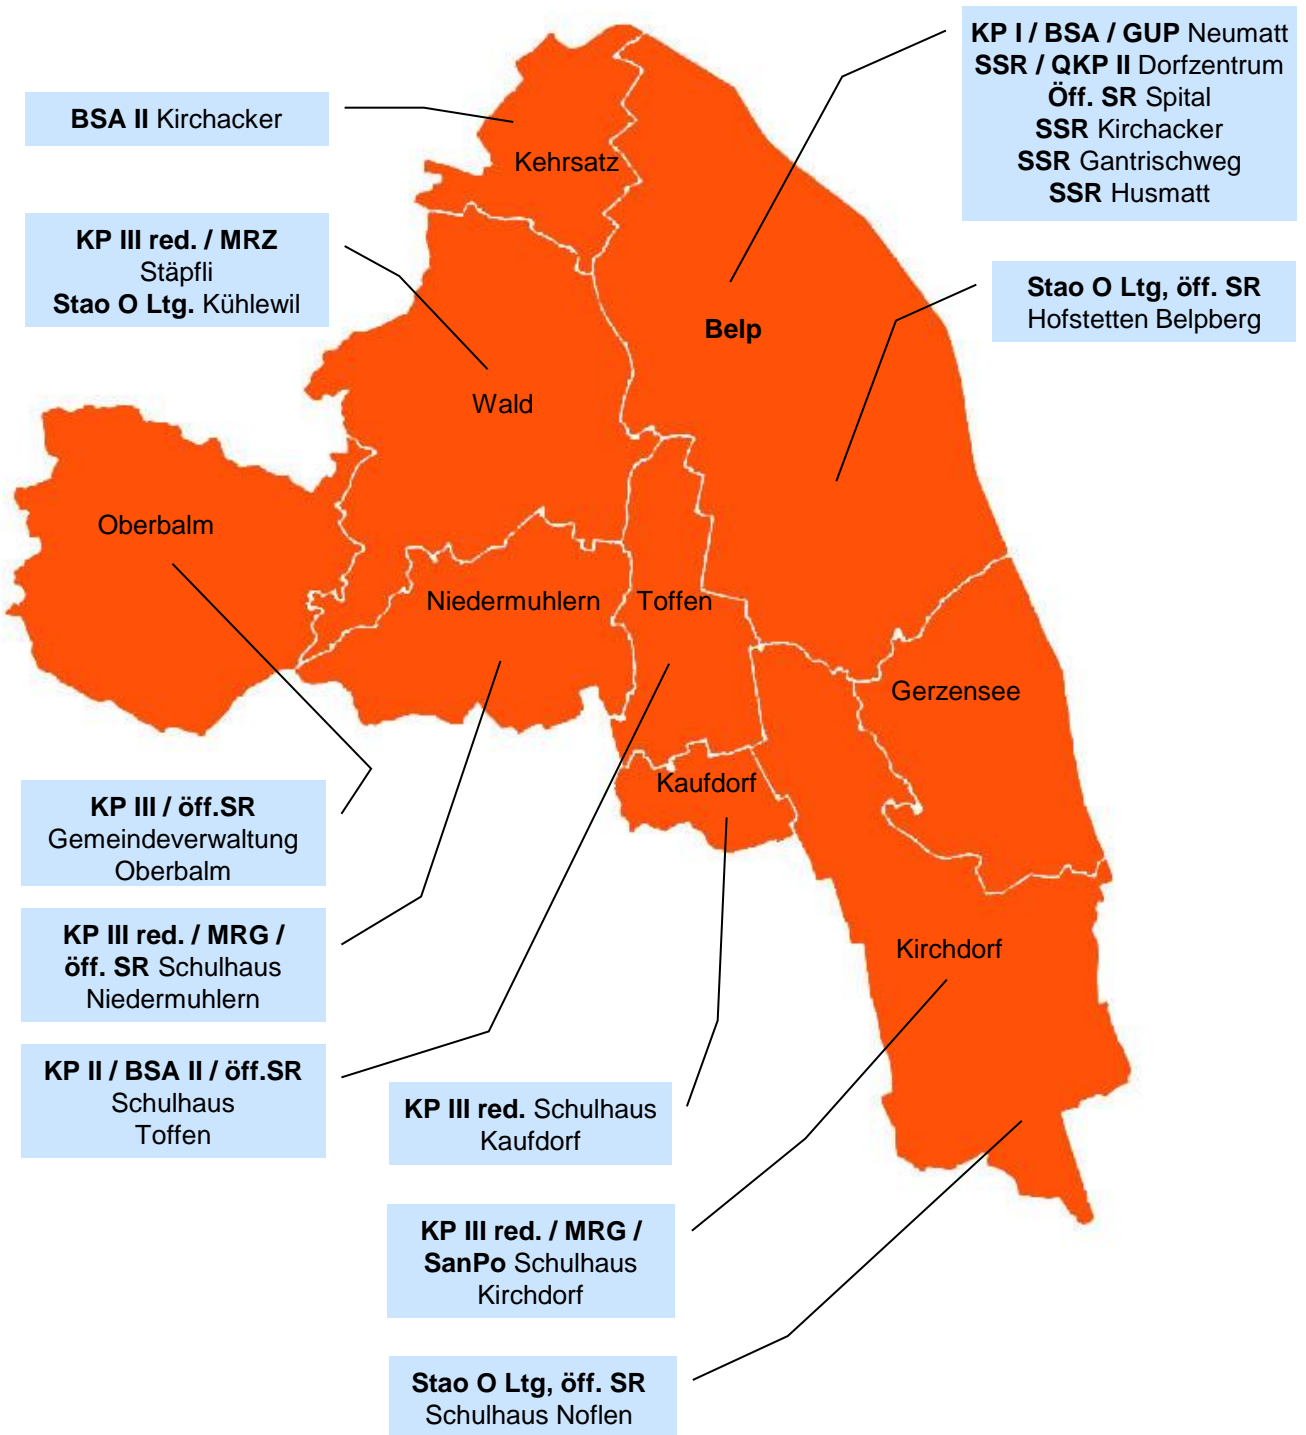 KP I / BSA / GUP Neumatt
SSR / QKP II Dorfzentrum
Öff. SR Spital
SSR Kirchacker
SSR Gantrischweg
SSR Husmatt
BSA II Kirchacker
Kehrsatz
KP III red. / MRZ
Stäpfli
Stao O Ltg. Kühlewil
Stao O Ltg, öff. SR
Hofstetten Belpberg
Belp
Wald
Oberbalm
Niedermuhlern
Toffen
Gerzensee
Kaufdorf
KP III / öff.SR
Gemeindeverwaltung
Oberbalm
KP III red. / MRG /
öff. SR Schulhaus
Niedermuhlern
Kirchdorf
KP II / BSA II / öff.SR
Schulhaus
Toffen
KP III red. Schulhaus
Kaufdorf
KP III red. / MRG /
SanPo Schulhaus
Kirchdorf
Stao O Ltg, öff. SR
Schulhaus Noflen